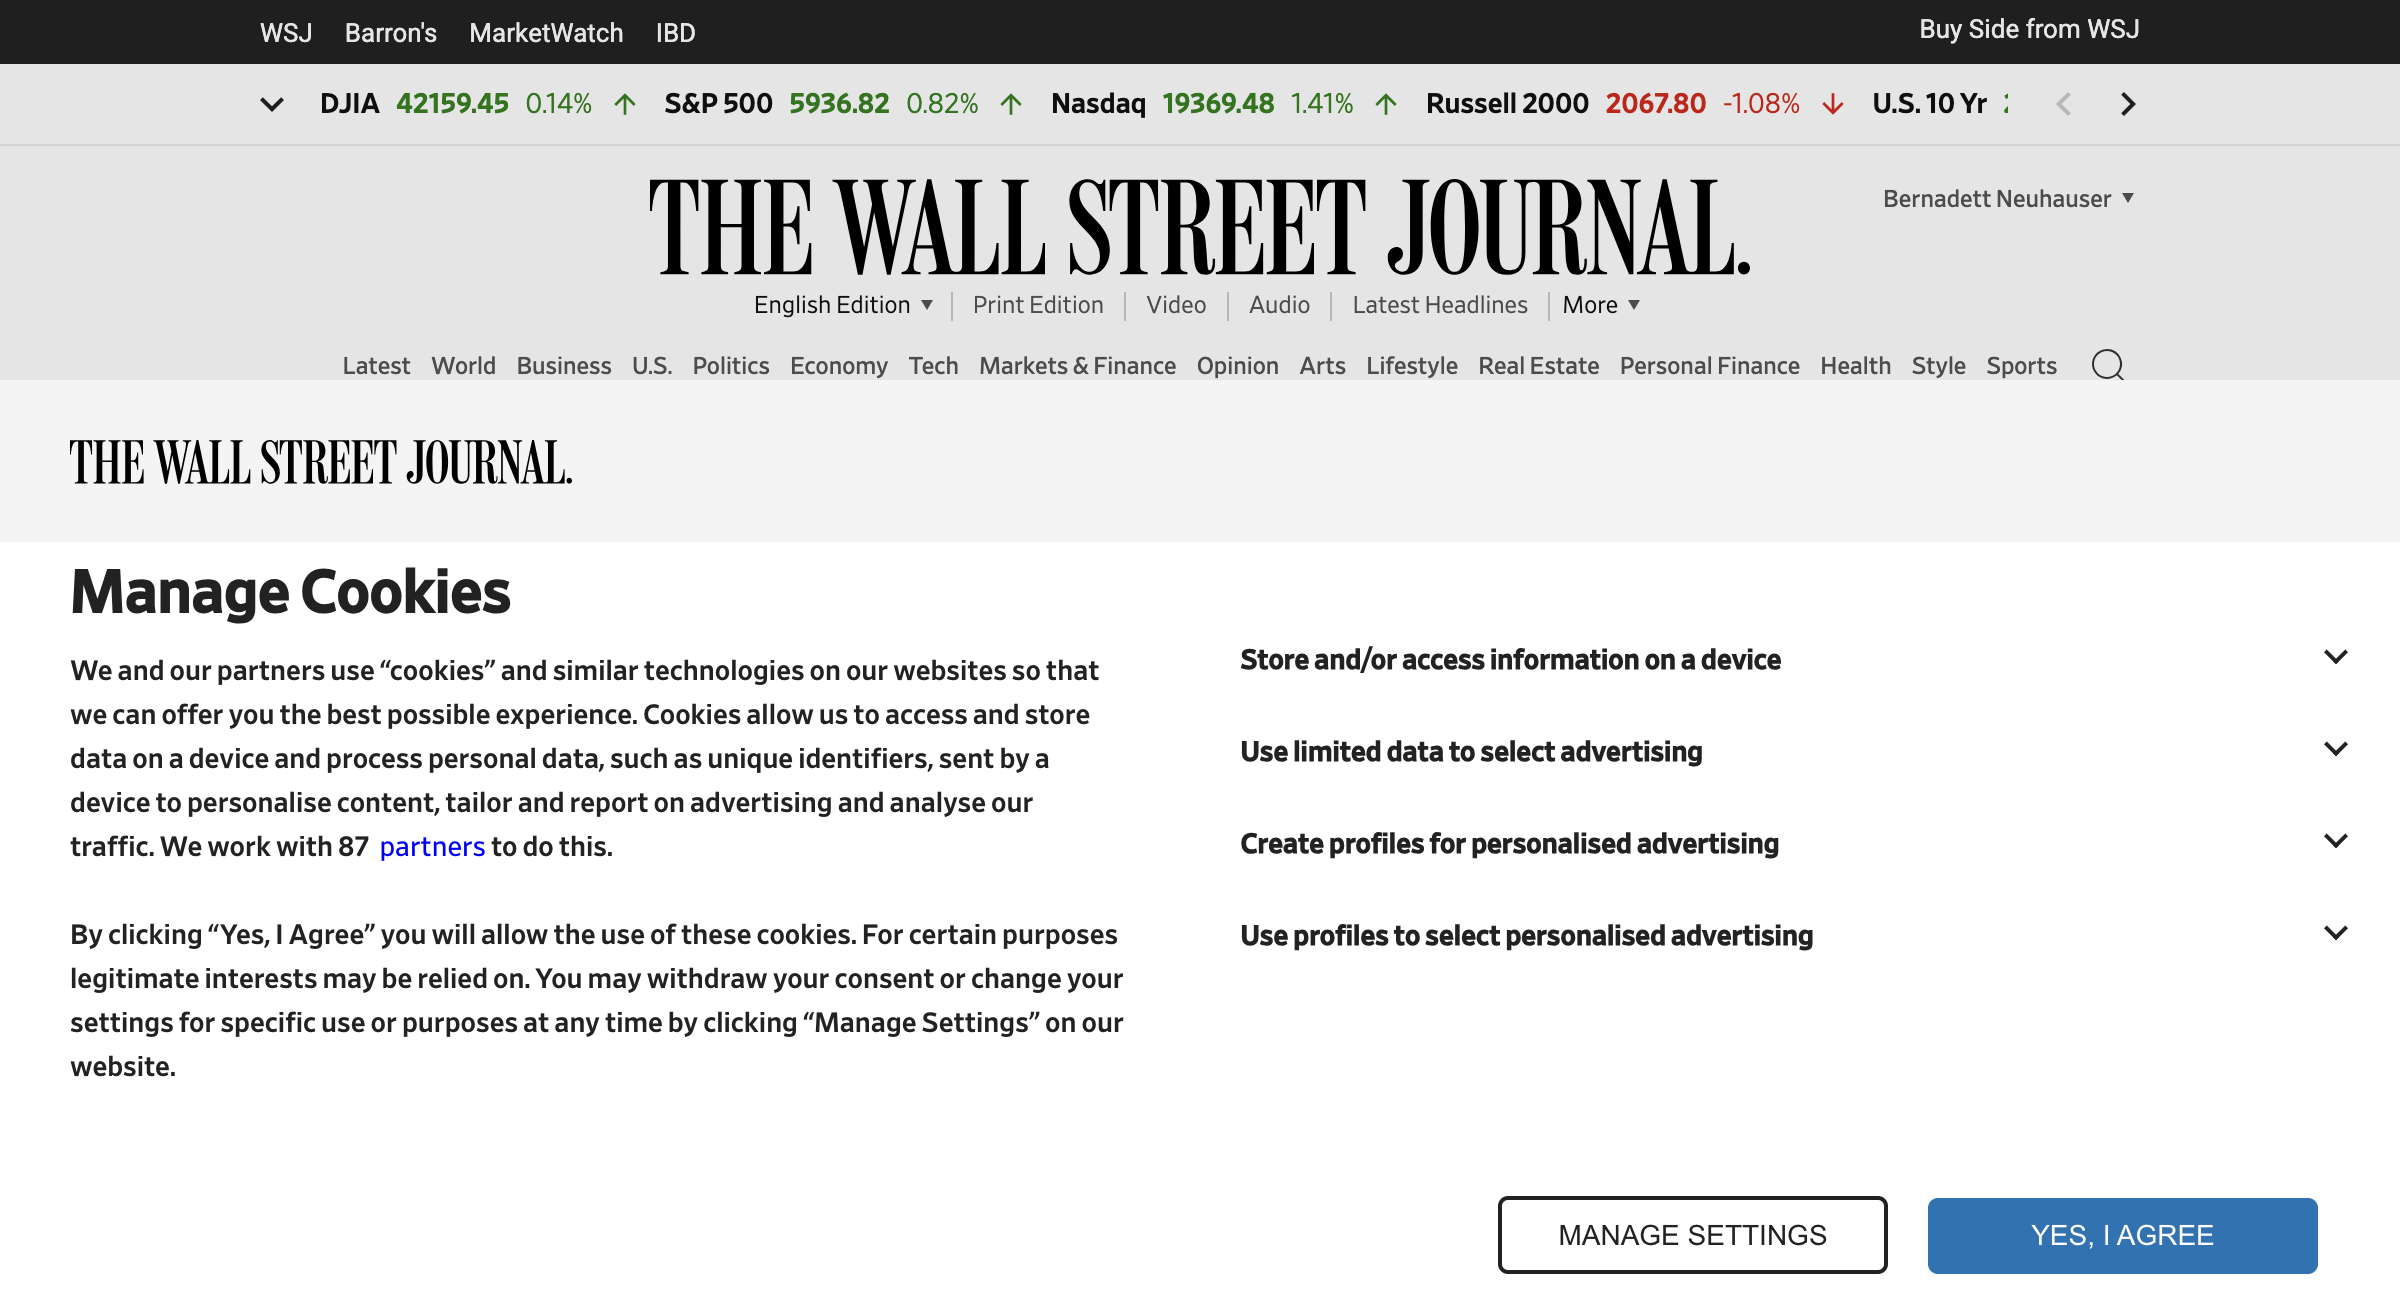 WSJ Barron's MarketWatch IBD Buy Side from WSJ
DJIA 42159.45 0.14% S&P 500 5936.82 0.82% Nasdaq 19369.48 1.41% Russell 2000 2067.80 -1.08% U.S. 10 Yr
THE WALL STREET JOURNAL.
Bernadett Neuhauser
English Edition Print Edition Video Audio Latest Headlines More
Latest World Business U.S. Politics Economy Tech Markets & Finance Opinion Arts Lifestyle Real Estate Personal Finance Health Style Sports
THE WALL STREET JOURNAL.
Manage Cookies
We and our partners use “cookies” and similar technologies on our websites so that
we can offer you the best possible experience. Cookies allow us to access and store
data on a device and process personal data, such as unique identifiers, sent by a
device to personalise content, tailor and report on advertising and analyse our
traffic. We work with 87 partners to do this.
By clicking “Yes, I Agree” you will allow the use of these cookies. For certain purposes
legitimate interests may be relied on. You may withdraw your consent or change your
settings for specific use or purposes at any time by clicking “Manage Settings” on our
website.
Store and/or access information on a device
Use limited data to select advertising
Create profiles for personalised advertising
Use profiles to select personalised advertising
MANAGE SETTINGS YES, I AGREE